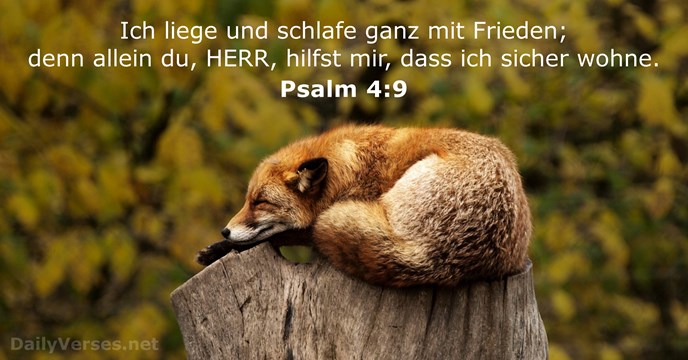 Ich liege und schlafe ganz mit Frieden;
denn allein du, HERR, hilfst mir, dass ich sicher wohne.
Psalm 4:9
DailyVerses.net